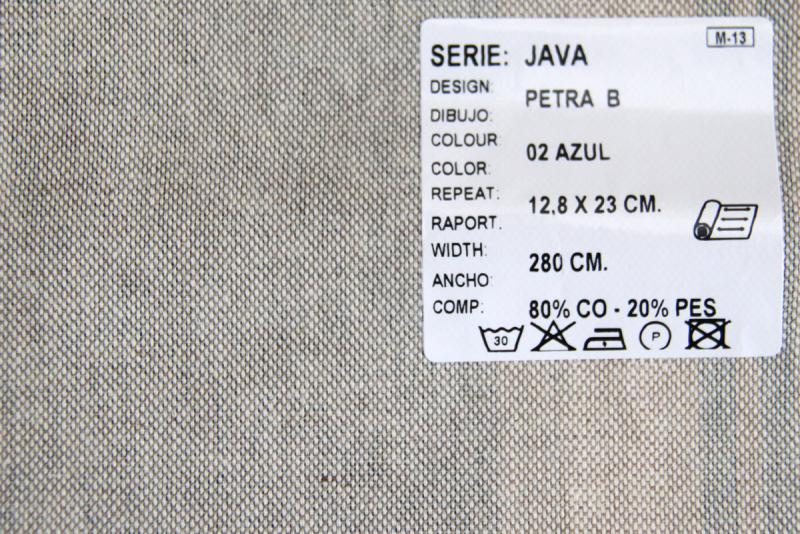 M-13
SERIE: JAVA
DESIGN:
DIBUJO: PETRA B
COLOUR:
COLOR: 02 AZUL
REPEAT:
RAPORT. 12,8 X 23 CM.
WIDTH:
ANCHO: 280 CM.
COMP: 80% CO - 20% PES
30 P